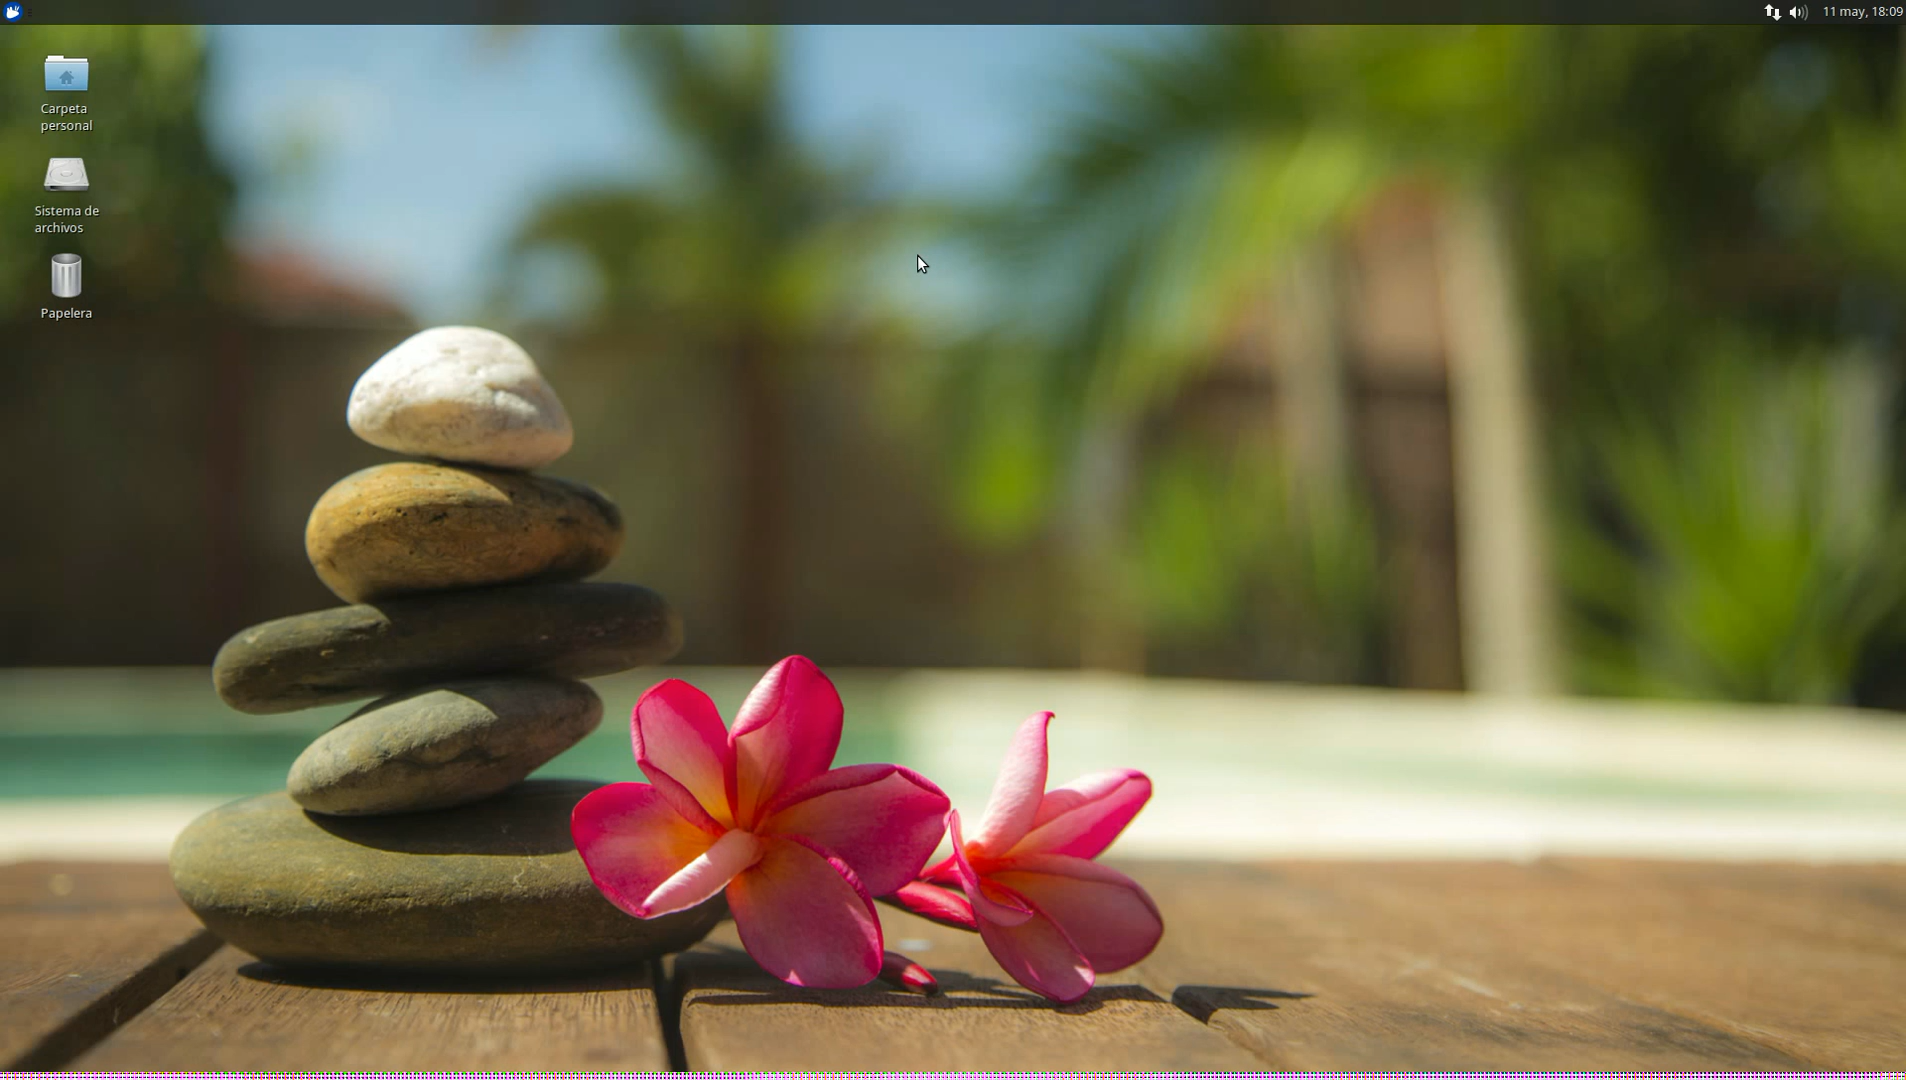 11 may, 18:09
Carpeta
personal
Sistema de
archivos
Papelera